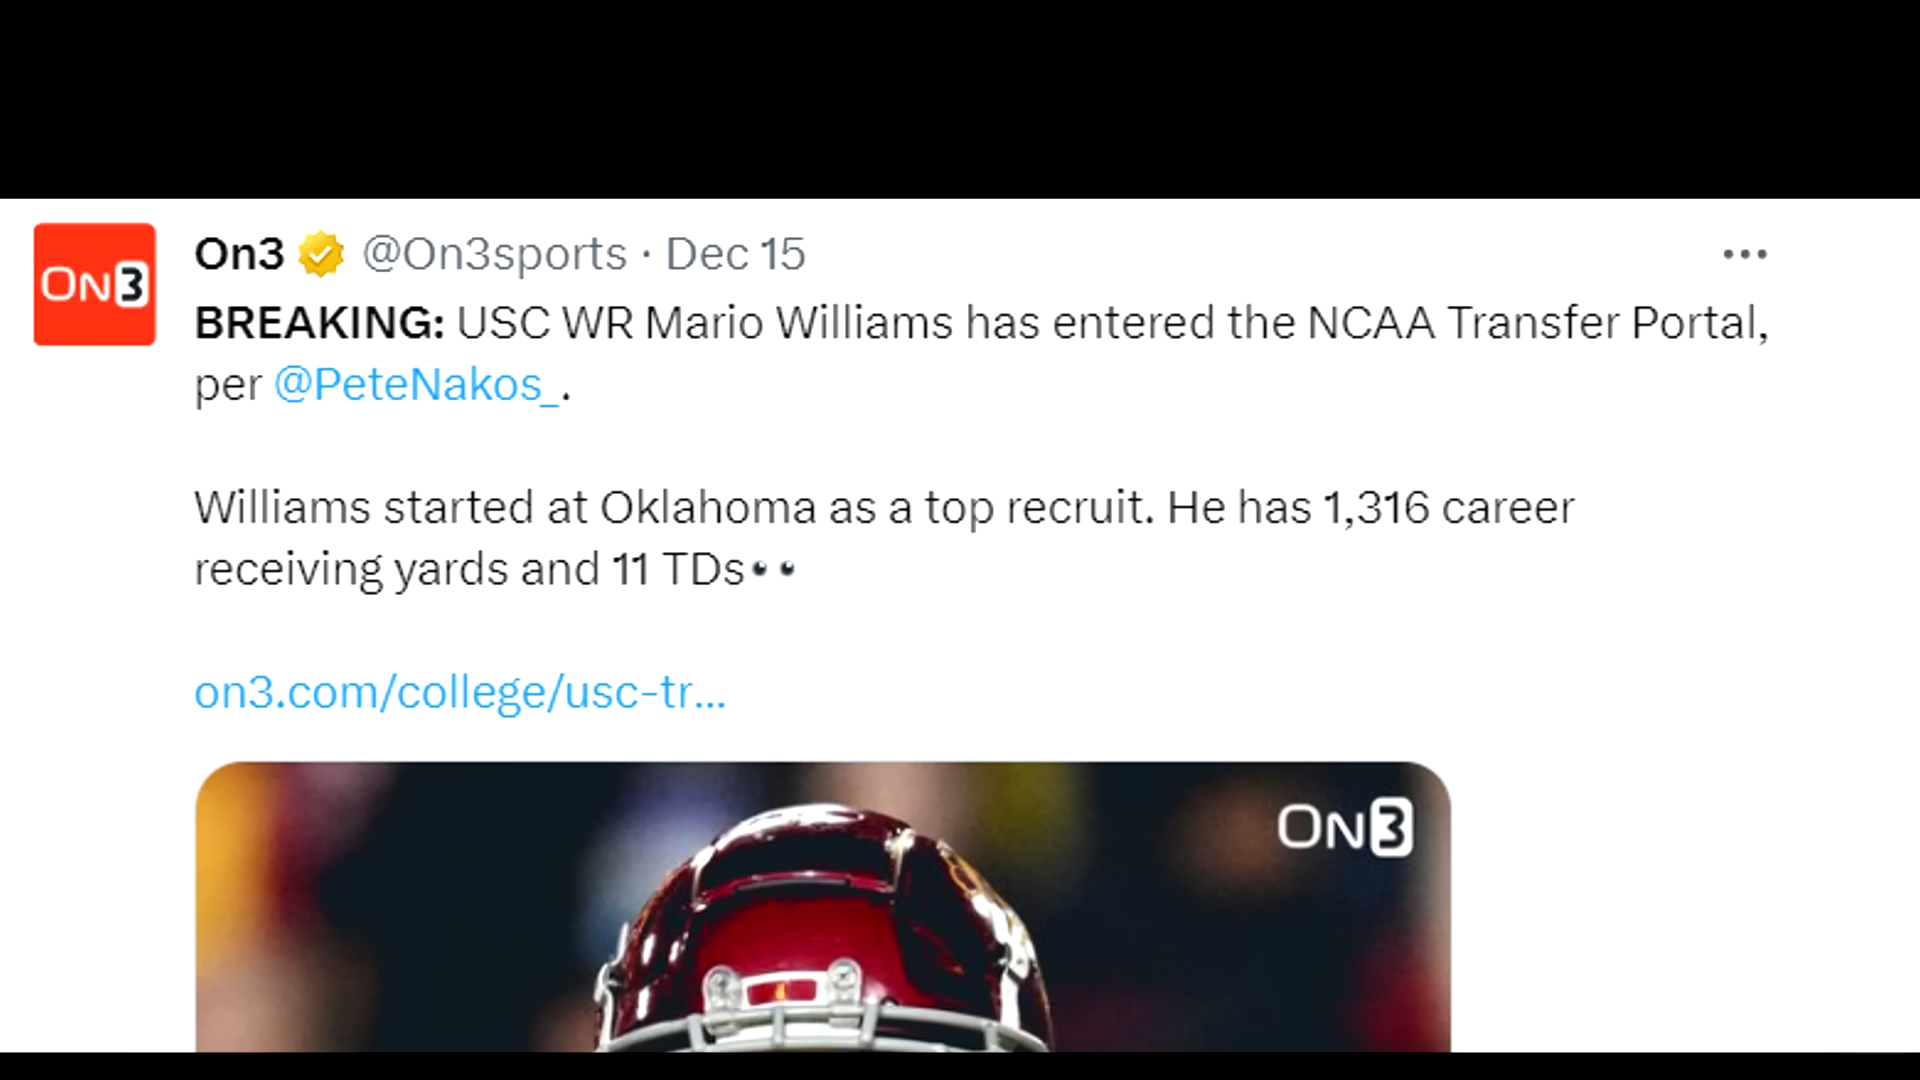 ON3
On3 @On3sports · Dec 15
BREAKING: USC WR Mario Williams has entered the NCAA Transfer Portal,
per @PeteNakos_.
Williams started at Oklahoma as a top recruit. He has 1,316 career
receiving yards and 11 TDs👀
on3.com/college/usc-tr...
ON3